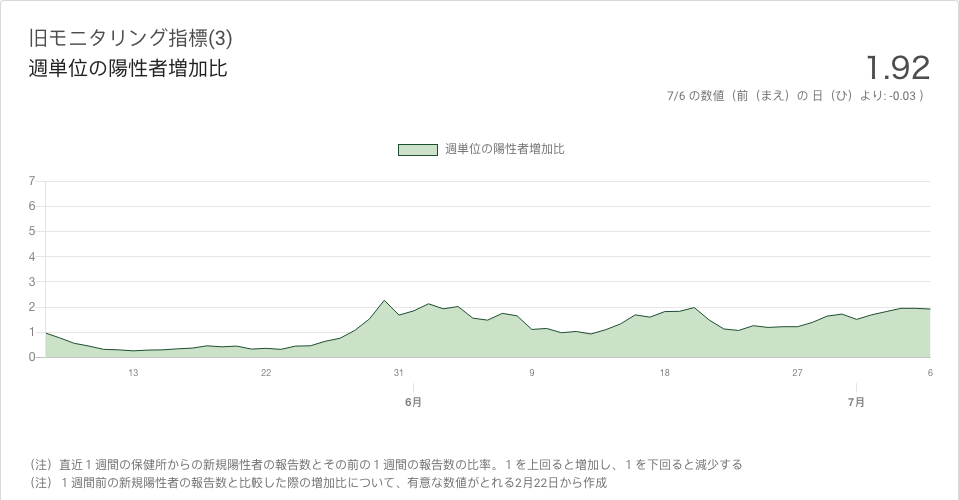 旧モニタリング指標(3)
週単位の陽性者増加比
1.92
7/6 の数値（前（まえ）の 日（ひ）より: -0.03 ）
週単位の陽性者増加比
7
6
5
4
3
2
1
0
13 22 31 9 18 27 6
6月 7月
（注）直近１週間の保健所からの新規陽性者の報告数とその前の１週間の報告数の比率。１を上回ると増加し、１を下回ると減少する
（注）１週間前の新規陽性者の報告数と比較した際の増加比について、有意な数値がとれる2月22日から作成